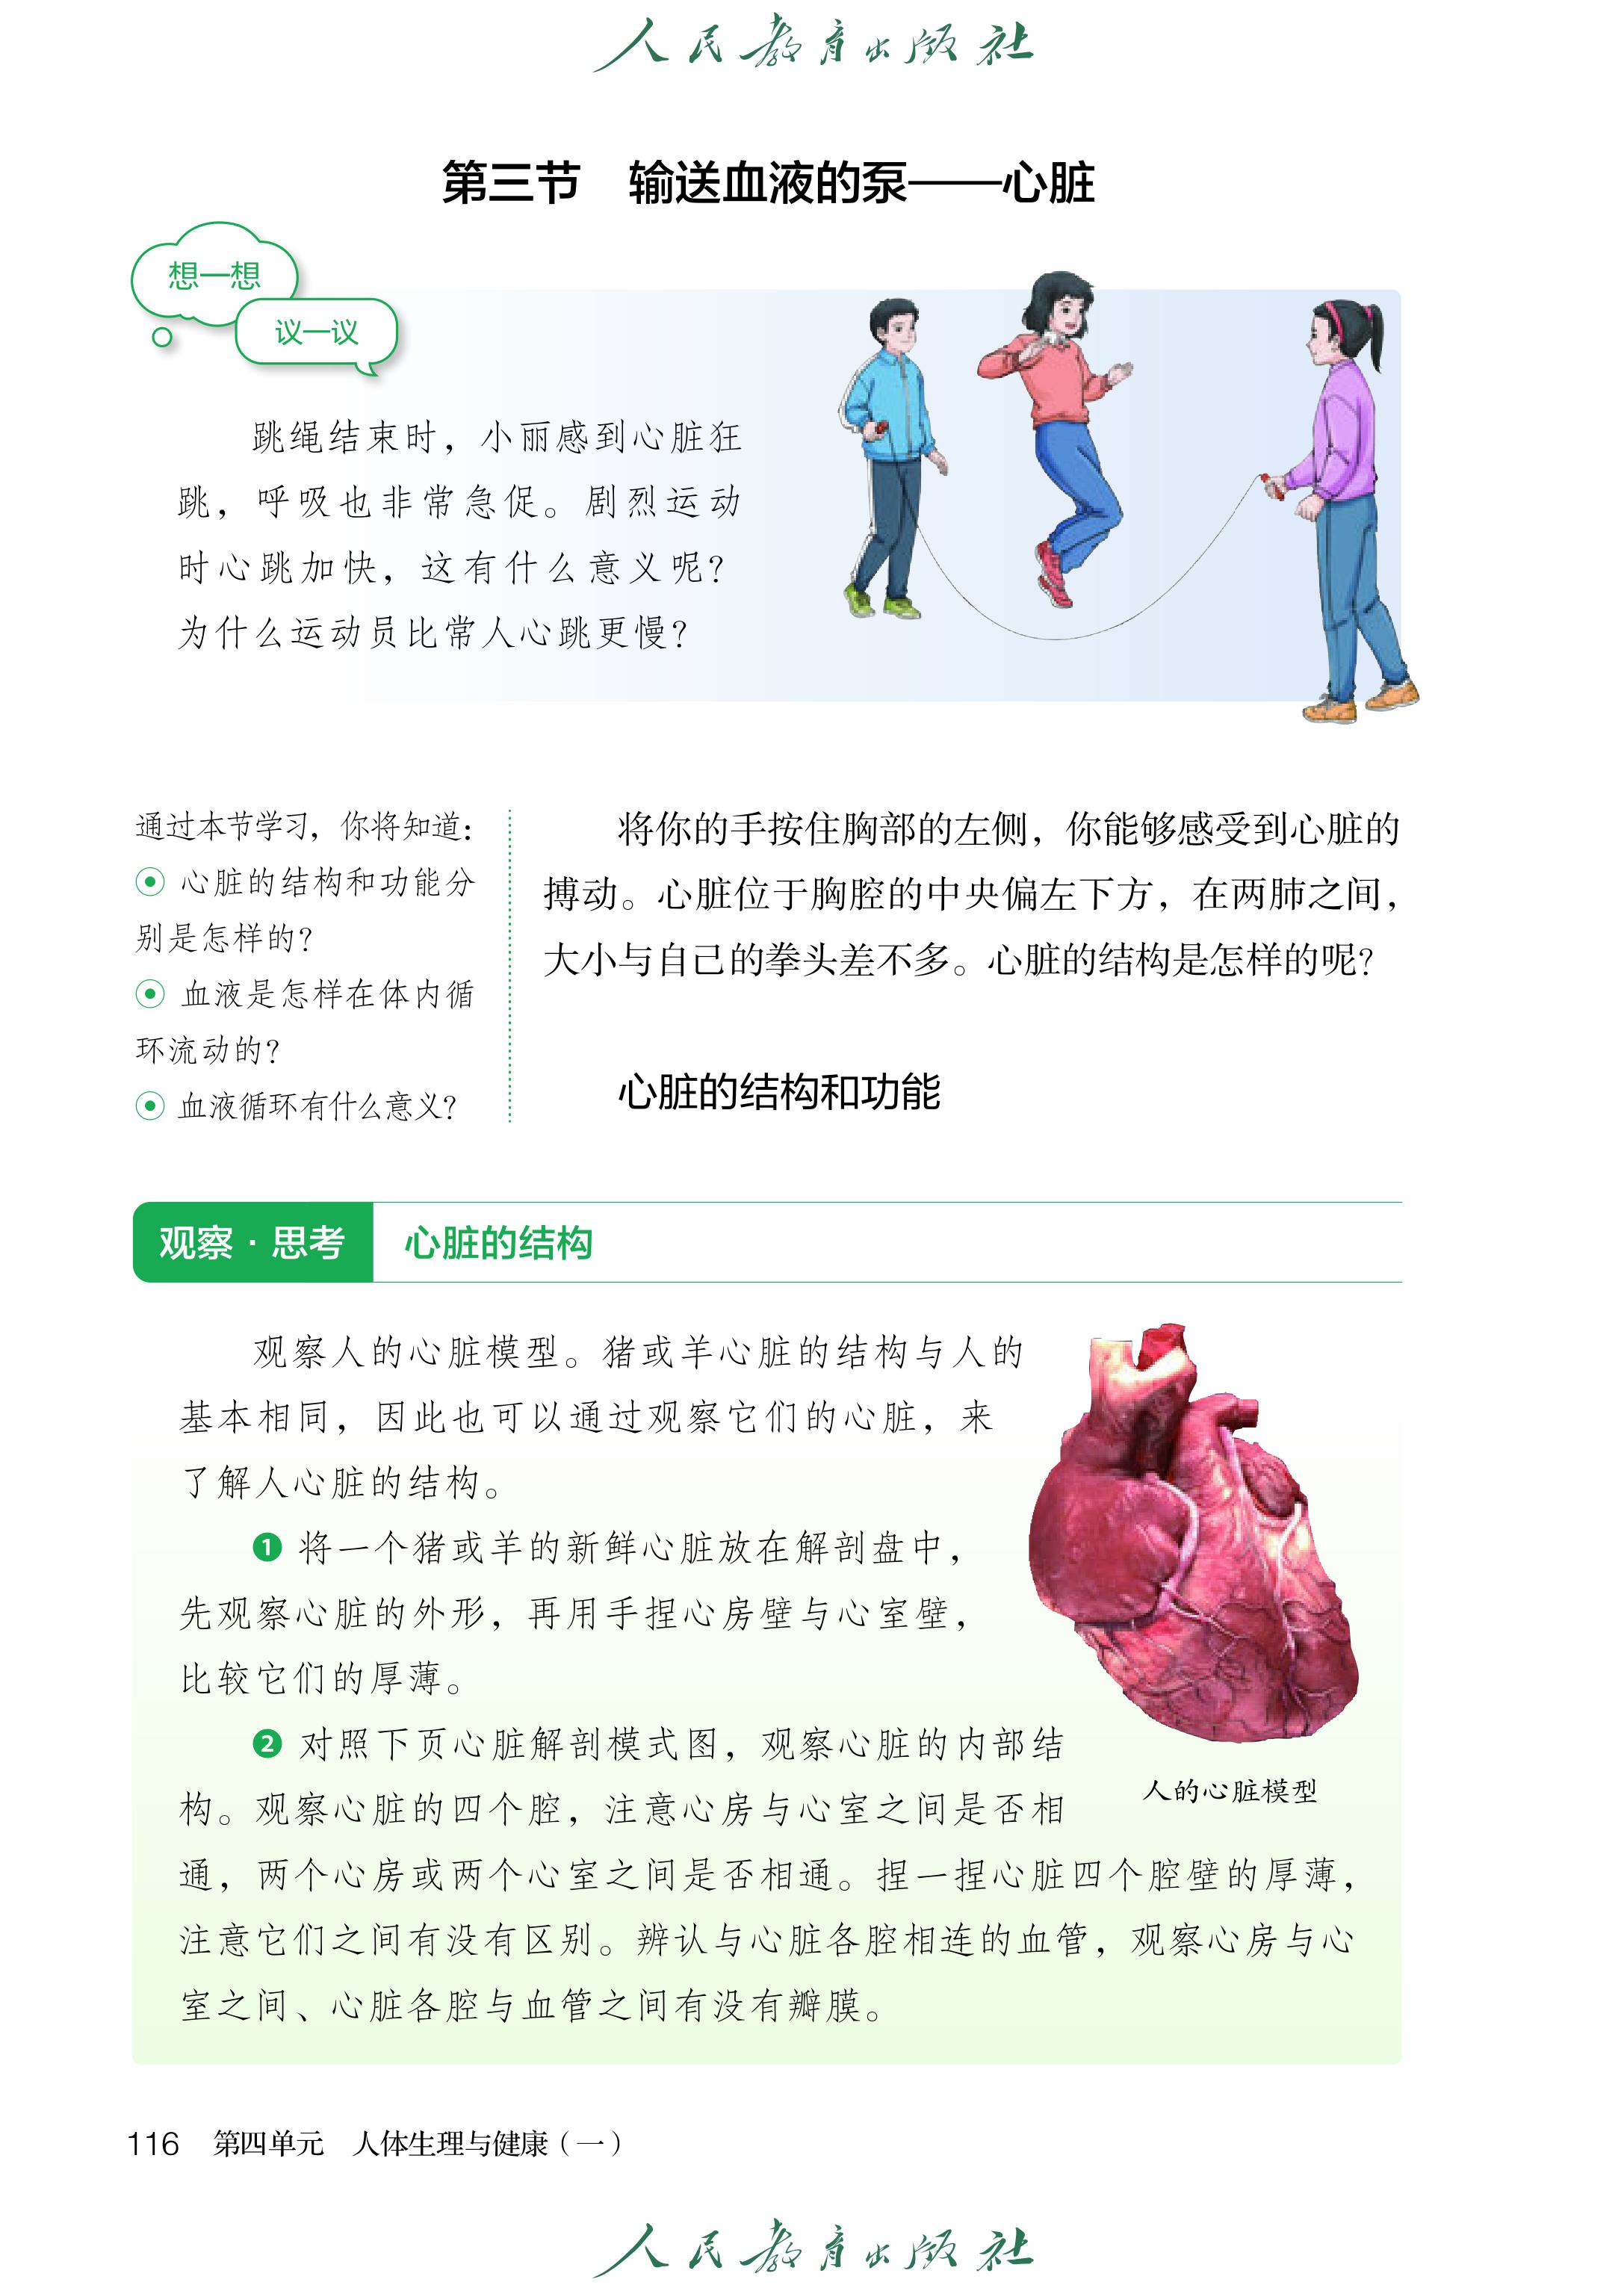 人民教育出版社
第三节　输送血液的泵——心脏
想一想
议一议
跳绳结束时，小丽感到心脏狂
跳，呼吸也非常急促。剧烈运动
时心跳加快，这有什么意义呢？
为什么运动员比常人心跳更慢？
通过本节学习，你将知道：
⊙ 心脏的结构和功能分
别是怎样的？
⊙ 血液是怎样在体内循
环流动的？
⊙ 血液循环有什么意义？
将你的手按住胸部的左侧，你能够感受到心脏的
搏动。心脏位于胸腔的中央偏左下方，在两肺之间，
大小与自己的拳头差不多。心脏的结构是怎样的呢？
心脏的结构和功能
观察·思考　心脏的结构
观察人的心脏模型。猪或羊心脏的结构与人的
基本相同，因此也可以通过观察它们的心脏，来
了解人心脏的结构。
❶ 将一个猪或羊的新鲜心脏放在解剖盘中，
先观察心脏的外形，再用手捏心房壁与心室壁，
比较它们的厚薄。
❷ 对照下页心脏解剖模式图，观察心脏的内部结
构。观察心脏的四个腔，注意心房与心室之间是否相
通，两个心房或两个心室之间是否相通。捏一捏心脏四个腔壁的厚薄，
注意它们之间有没有区别。辨认与心脏各腔相连的血管，观察心房与心
室之间、心脏各腔与血管之间有没有瓣膜。
人的心脏模型
116　第四单元　人体生理与健康（一）
人民教育出版社